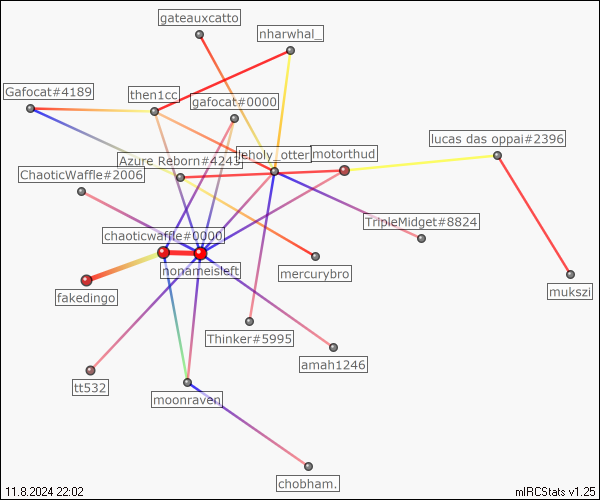 gateauxcatto
nharwhal_
Gafocat#4189
then1cc
gafocat#0000
lucas das oppai#2396
leholy_otter
motorthud
Azure Reborn#4243
ChaoticWaffle#2006
TripleMidget#8824
chaoticwaffle#0000
nonameisleft
mercurybro
fakedingo
mukszi
Thinker#5995
amah1246
tt532
moonraven
chobham.
11.8.2024 22:02
mIRCStats v1.25